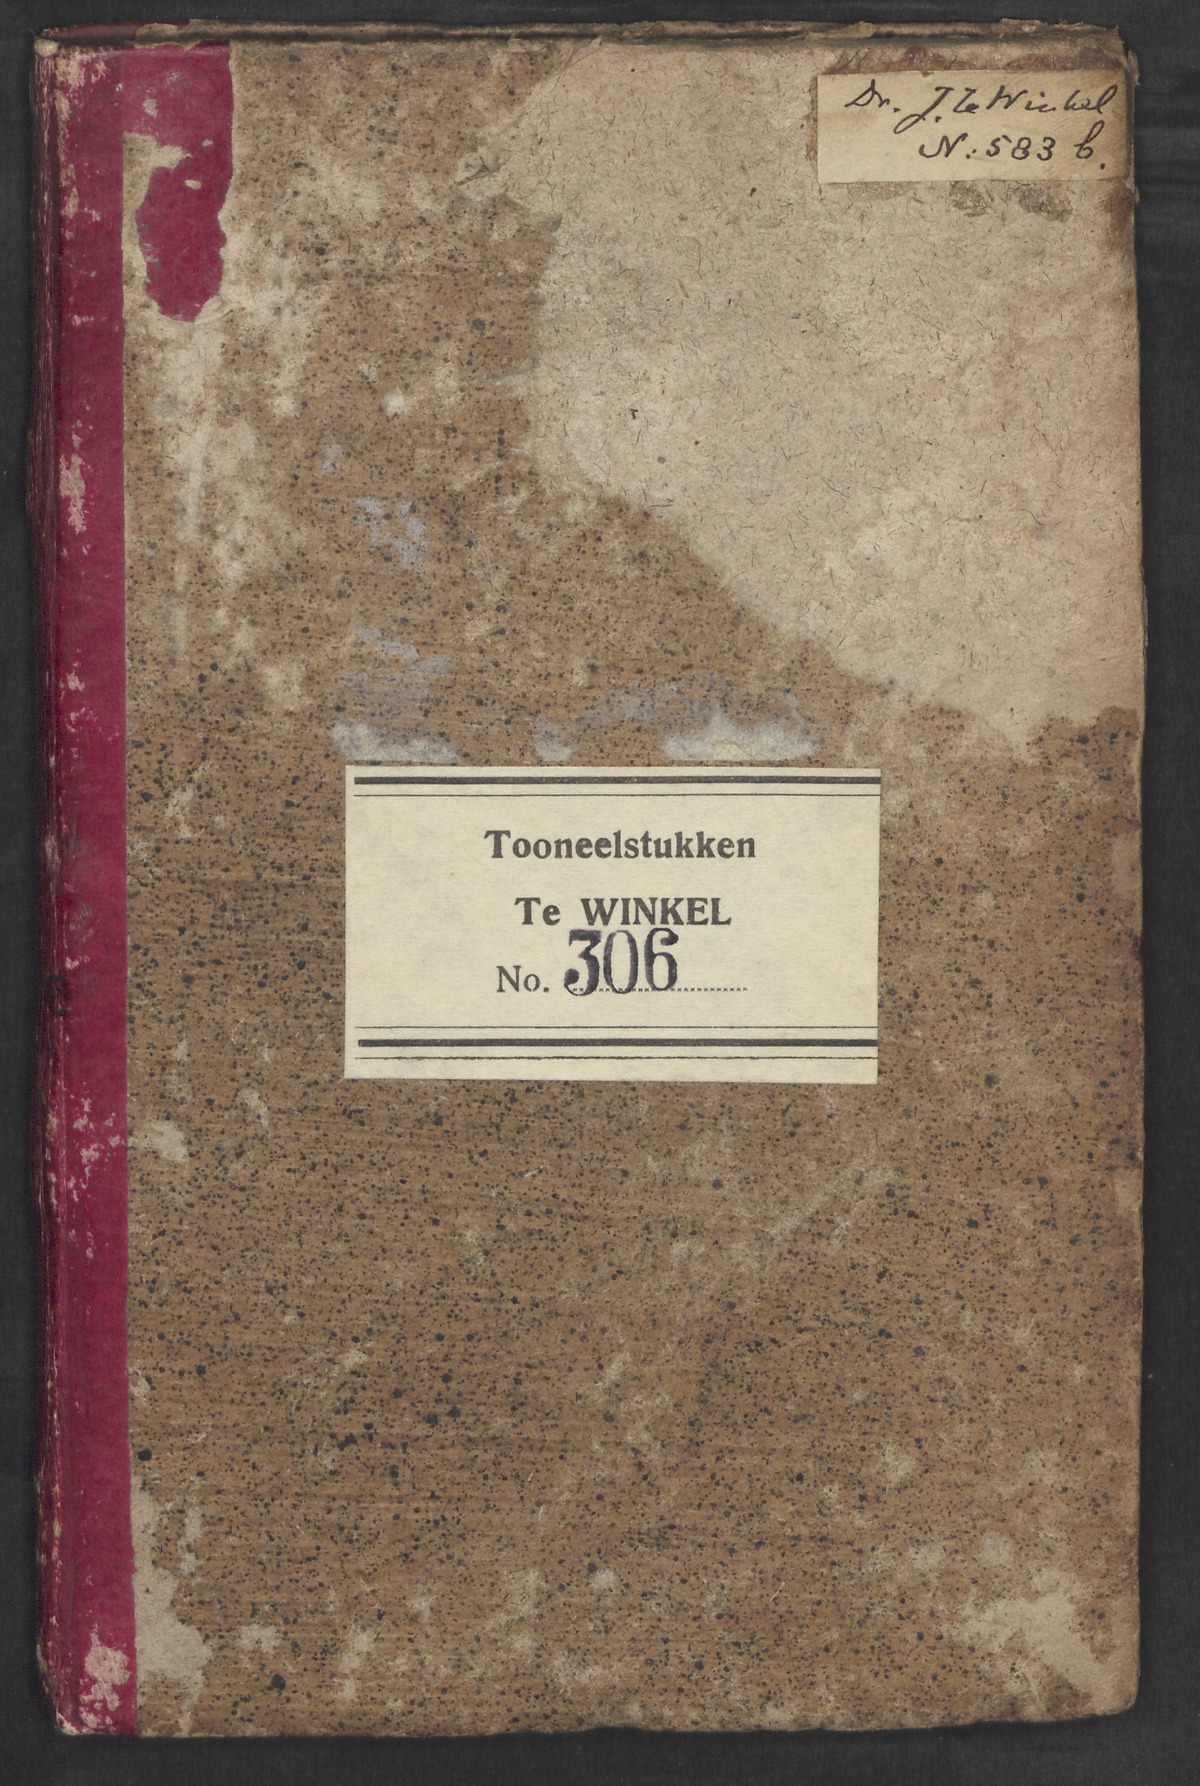 Dr. J. Te Winkel
N. 583 b.
Tooneelstukken
Te WINKEL
No. 306